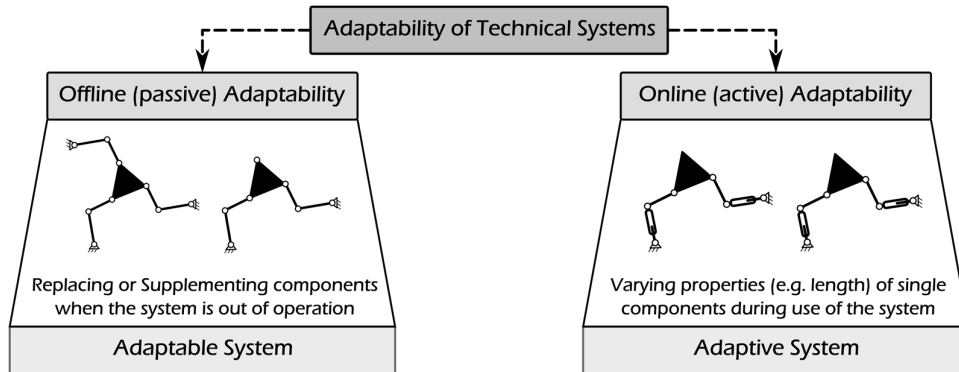 Adaptability of Technical Systems
Offline (passive) Adaptability
Replacing or Supplementing components
when the system is out of operation
Adaptable System
Online (active) Adaptability
Varying properties (e.g. length) of single
components during use of the system
Adaptive System